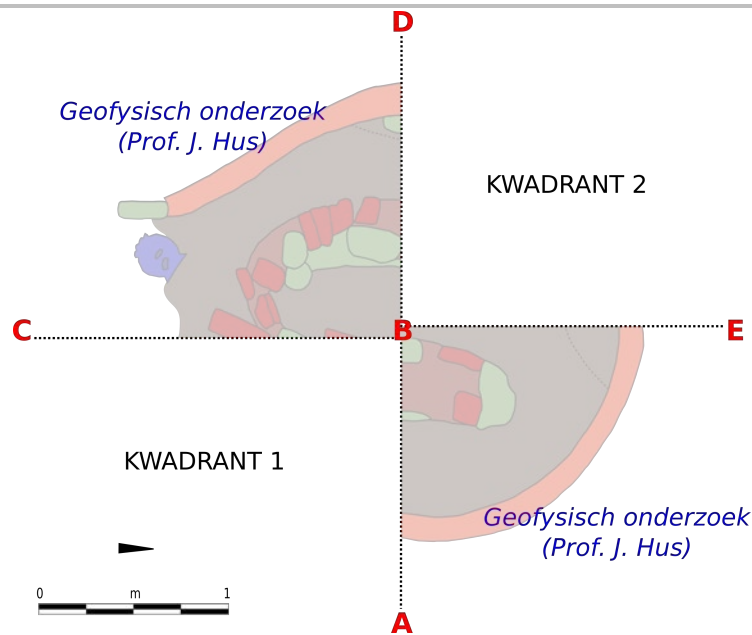 D
Geofysisch onderzoek
(Prof. J. Hus)
KWADRANT 2
C
B
E
KWADRANT 1
Geofysisch onderzoek
(Prof. J. Hus)
0 m 1
A